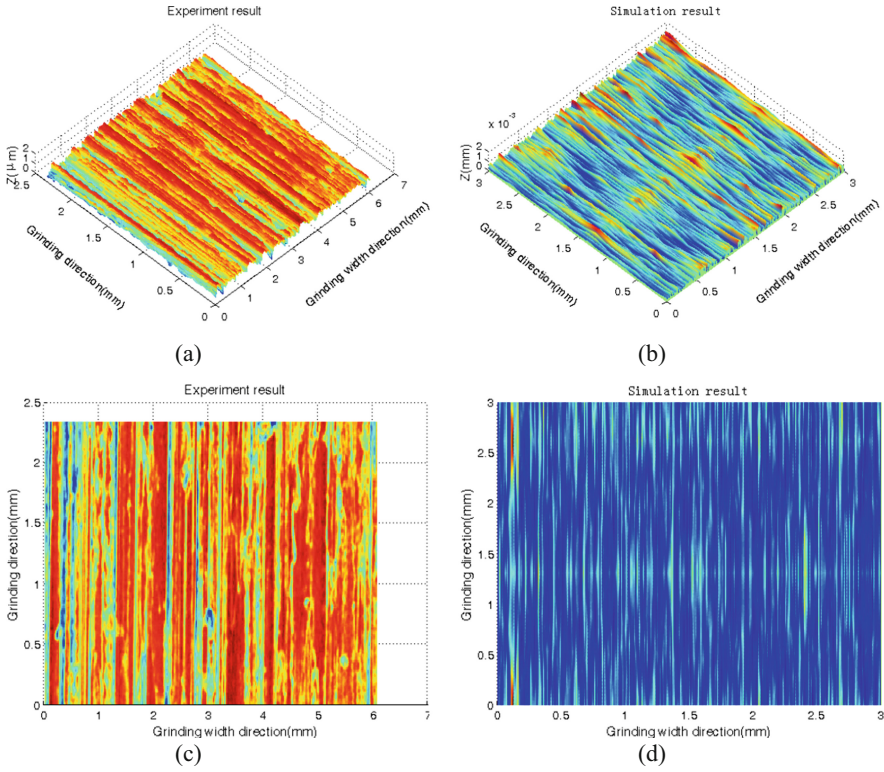 Experiment result
Z(μm)
2
1
0
2.5
2
1.5
1
0.5
0
Grinding direction(mm)
0
1
2
3
4
5
6
7
Grinding width direction(mm)
(a)
Simulation result
x 10-3
Z(mm)
2
1
0
3
2.5
2
1.5
1
0.5
0
Grinding direction(mm)
0
0.5
1
1.5
2
2.5
3
Grinding width direction(mm)
(b)
Experiment result
Grinding direction(mm)
2.5
2
1.5
1
0.5
0
0 1 2 3 4 5 6 7
Grinding width direction(mm)
(c)
Simulation result
Grinding direction(mm)
3
2.5
2
1.5
1
0.5
0
0 0.5 1 1.5 2 2.5 3
Grinding width direction(mm)
(d)